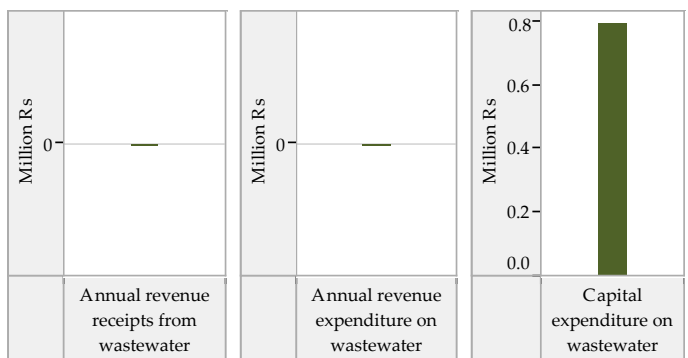 Million Rs
0
Annual revenue
receipts from
wastewater
Million Rs
0
Annual revenue
expenditure on
wastewater
Million Rs
0.8
0.6
0.4
0.2
0.0
Capital
expenditure on
wastewater